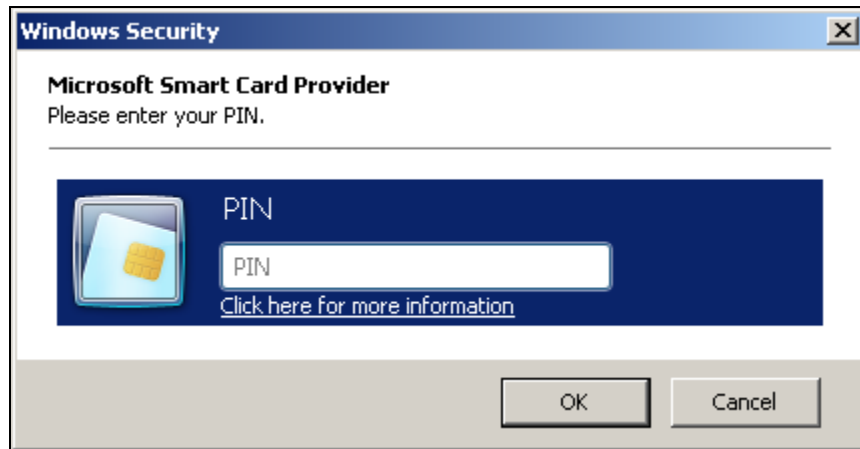 Windows Security
Microsoft Smart Card Provider
Please enter your PIN.
PIN
PIN
Click here for more information
OK
Cancel